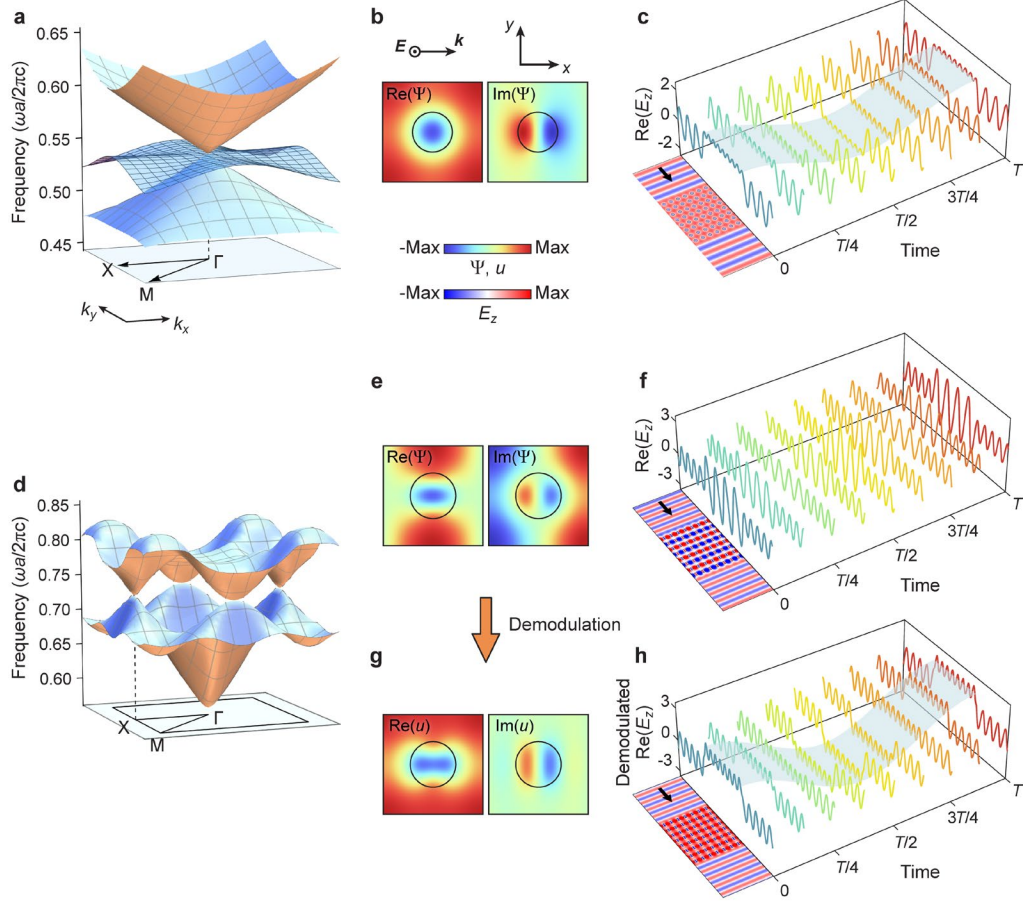 a
0.65
0.60
0.55
0.50
0.45
Frequency (ωa/2πc)
X
Γ
M
k_y
k_x
b
E
k
y
x
Re(Ψ)
Im(Ψ)
-Max
Max
Ψ, u
-Max
Max
E_z
c
2
0
-2
Re(E_z)
0
T/4
T/2
3T/4
T
Time
d
0.85
0.80
0.75
0.70
0.65
0.60
Frequency (ωa/2πc)
X
M
Γ
e
Re(Ψ)
Im(Ψ)
Demodulation
f
3
0
-3
Re(E_z)
0
T/4
T/2
3T/4
T
Time
g
Re(u)
Im(u)
h
3
0
-3
Demodulated
Re(E_z)
0
T/4
T/2
3T/4
T
Time